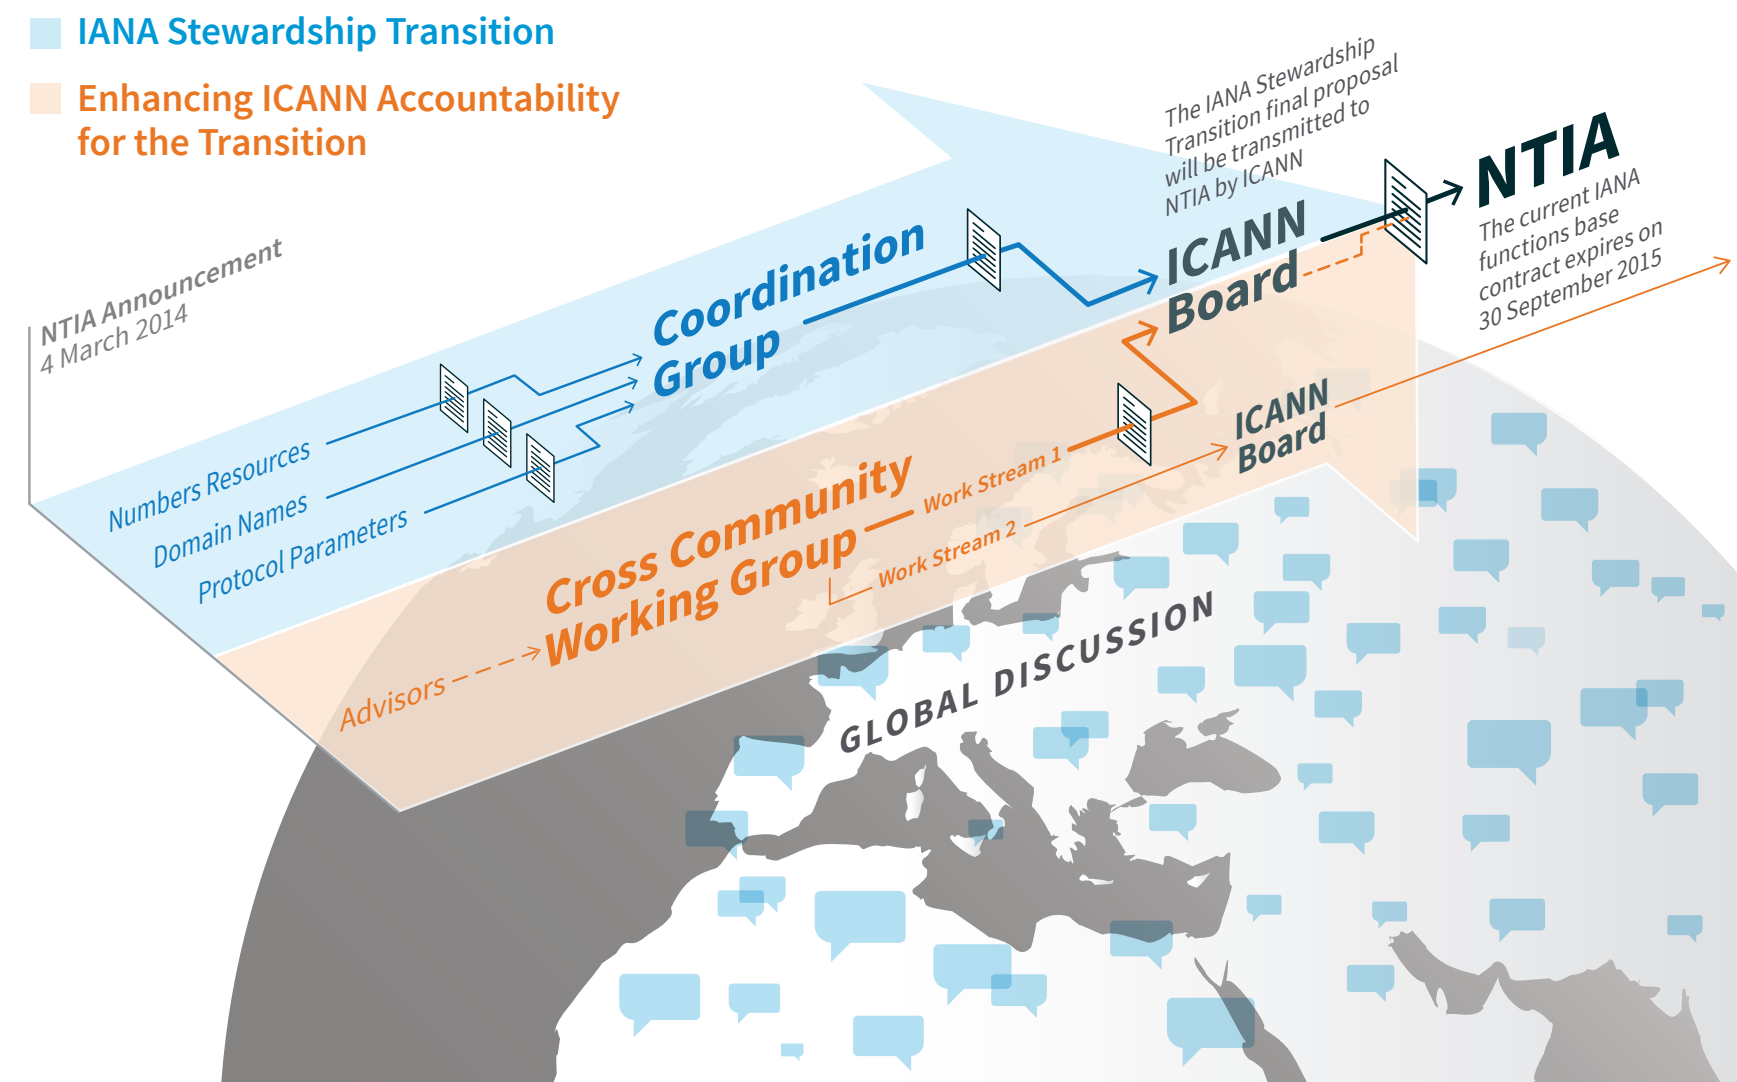 IANA Stewardship Transition
Enhancing ICANN Accountability
for the Transition
NTIA Announcement
4 March 2014
Numbers Resources
Domain Names
Protocol Parameters
Coordination
Group
The IANA Stewardship
Transition final proposal
will be transmitted to
NTIA by ICANN
ICANN
Board
NTIA
The current IANA
functions base
contract expires on
30 September 2015
Advisors
Cross Community
Working Group
Work Stream 1
Work Stream 2
ICANN
Board
GLOBAL DISCUSSION